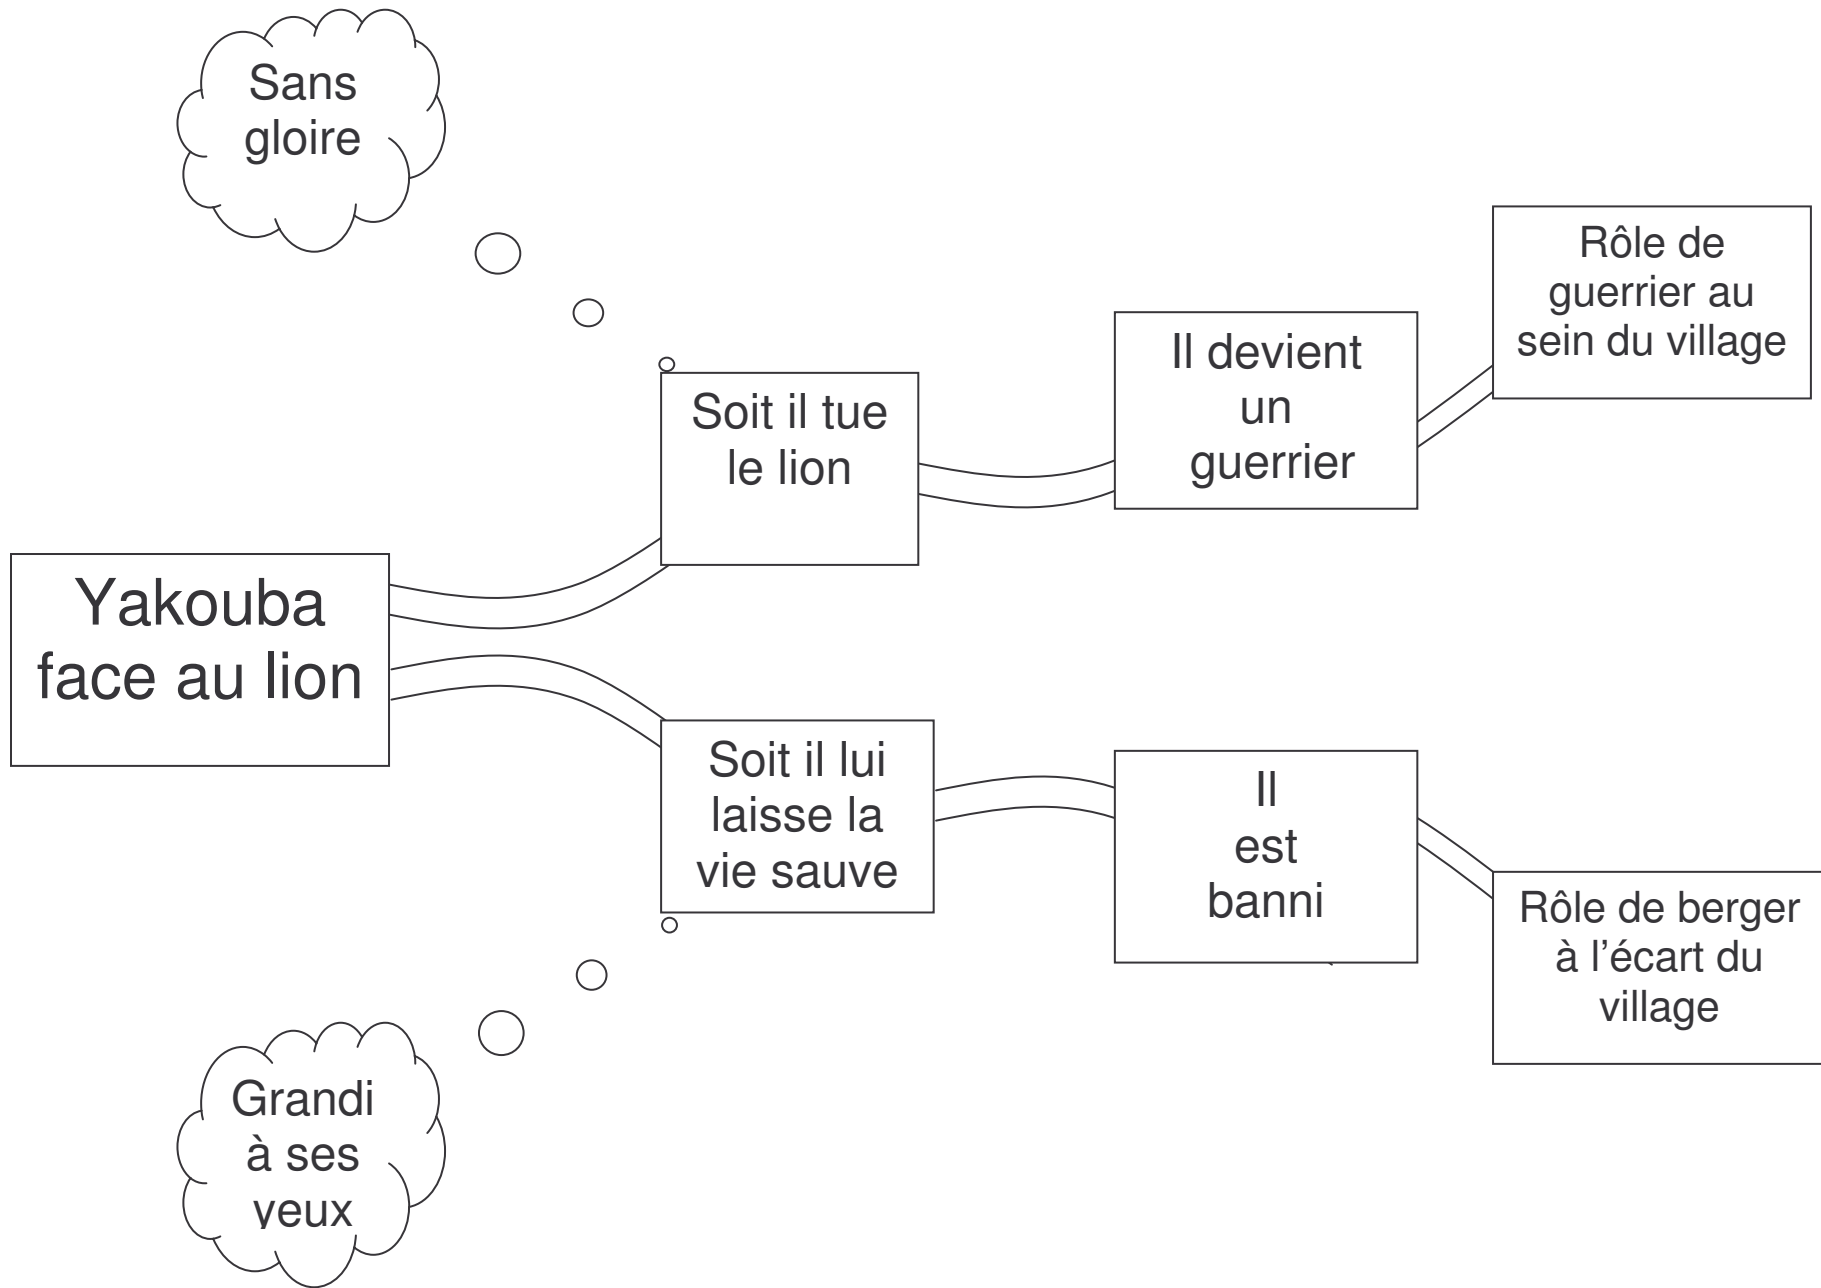 Sans
gloire
Rôle de
guerrier au
sein du village
Il devient
un
guerrier
Soit il tue
le lion
Yakouba
face au lion
Soit il lui
laisse la
vie sauve
Il
est
banni
Rôle de berger
à l'écart du
village
Grandi
à ses
yeux